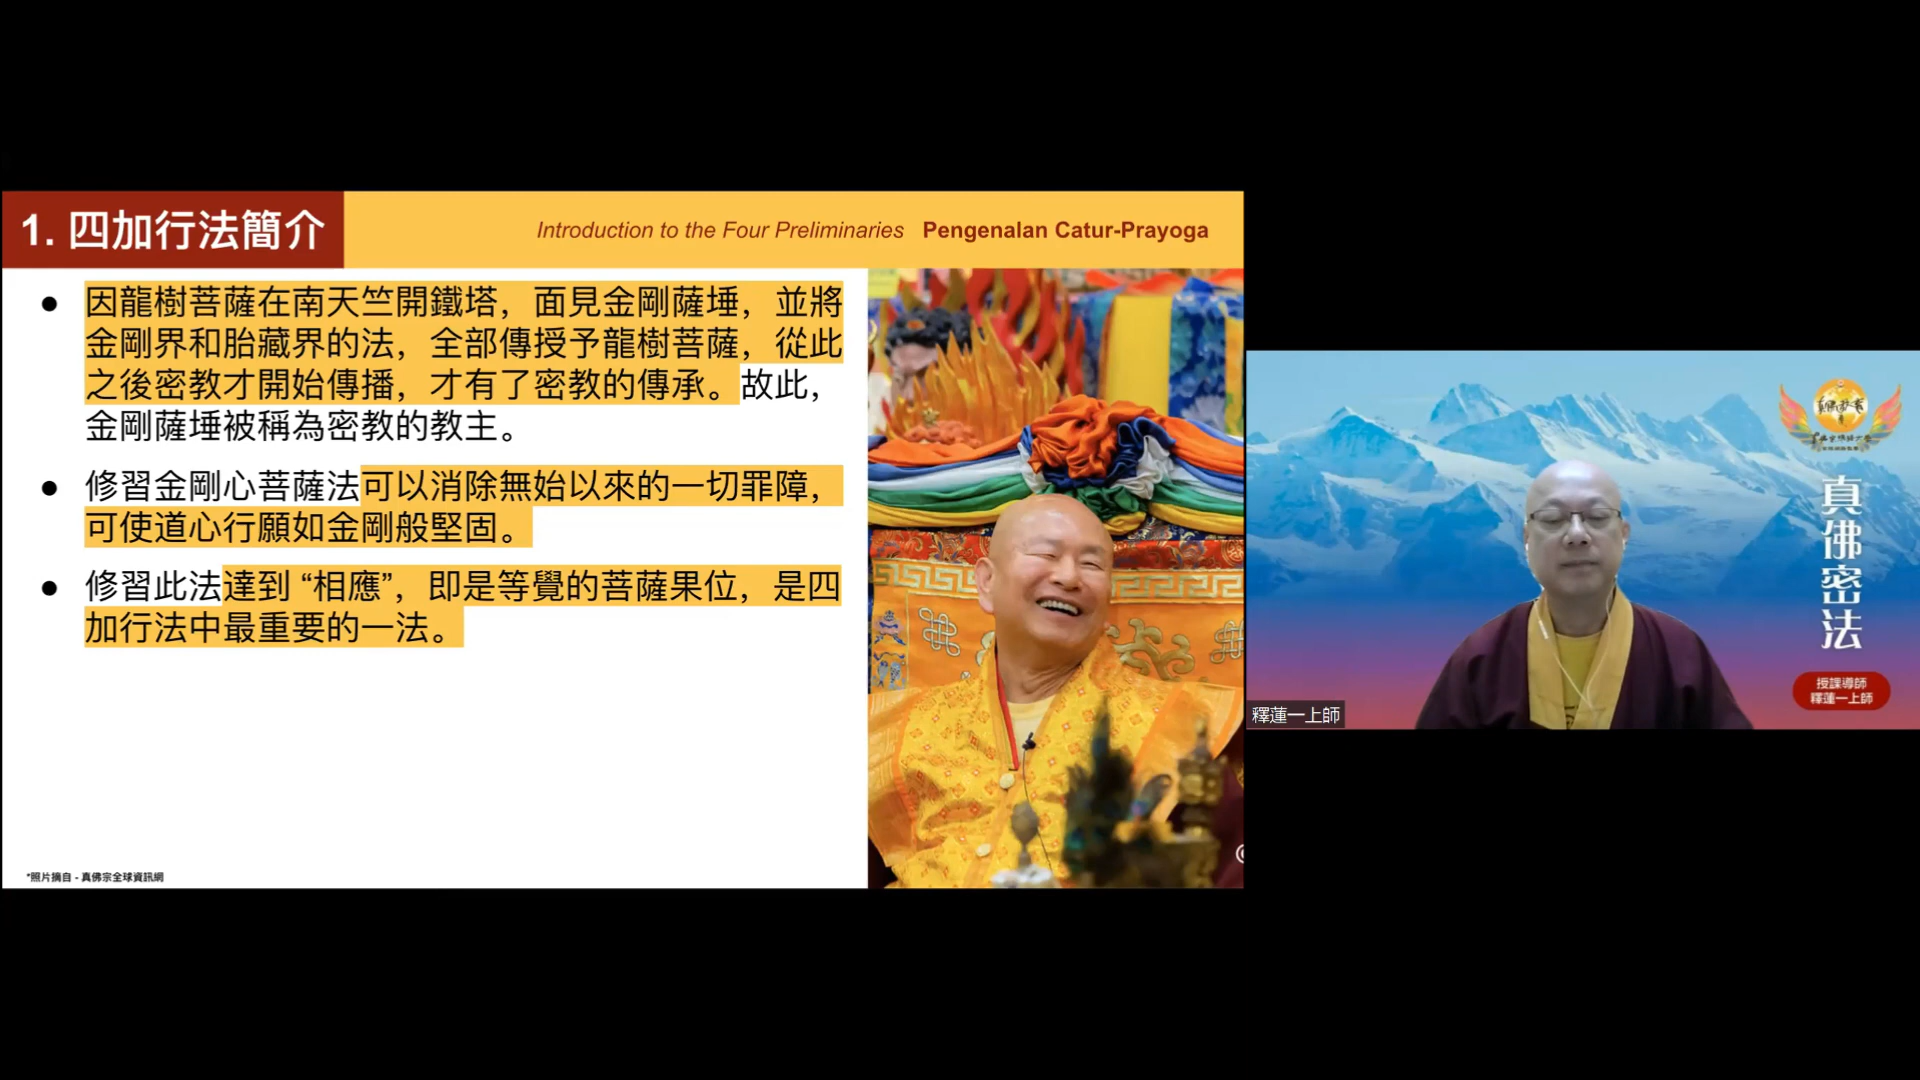 1. 四加行法簡介
Introduction to the Four Preliminaries Pengenalan Catur-Prayoga
● 因龍樹菩薩在南天竺開鐵塔，面見金剛薩埵，並將
金剛界和胎藏界的法，全部傳授予龍樹菩薩，從此
之後密教才開始傳播，才有了密教的傳承。故此，
金剛薩埵被稱為密教的教主。
● 修習金剛心菩薩法可以消除無始以來的一切罪障，
可使道心行願如金剛般堅固。
● 修習此法達到 “相應”，即是等覺的菩薩果位，是四
加行法中最重要的一法。
*照片摘自 - 真佛宗全球資訊網
真佛密法
授課導師
釋蓮一上師
釋蓮一上師